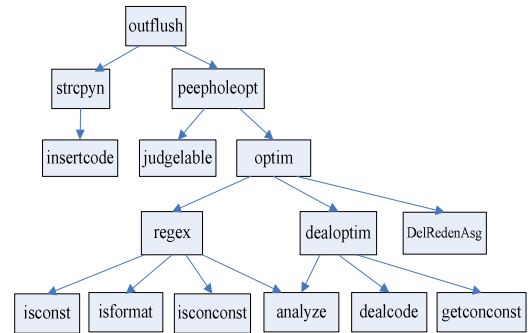 outflush
strcpyn
peepholeopt
insertcode
judgelable
optim
regex
dealoptim
DelRedenAsg
isconst
isformat
isconconst
analyze
dealcode
getconconst